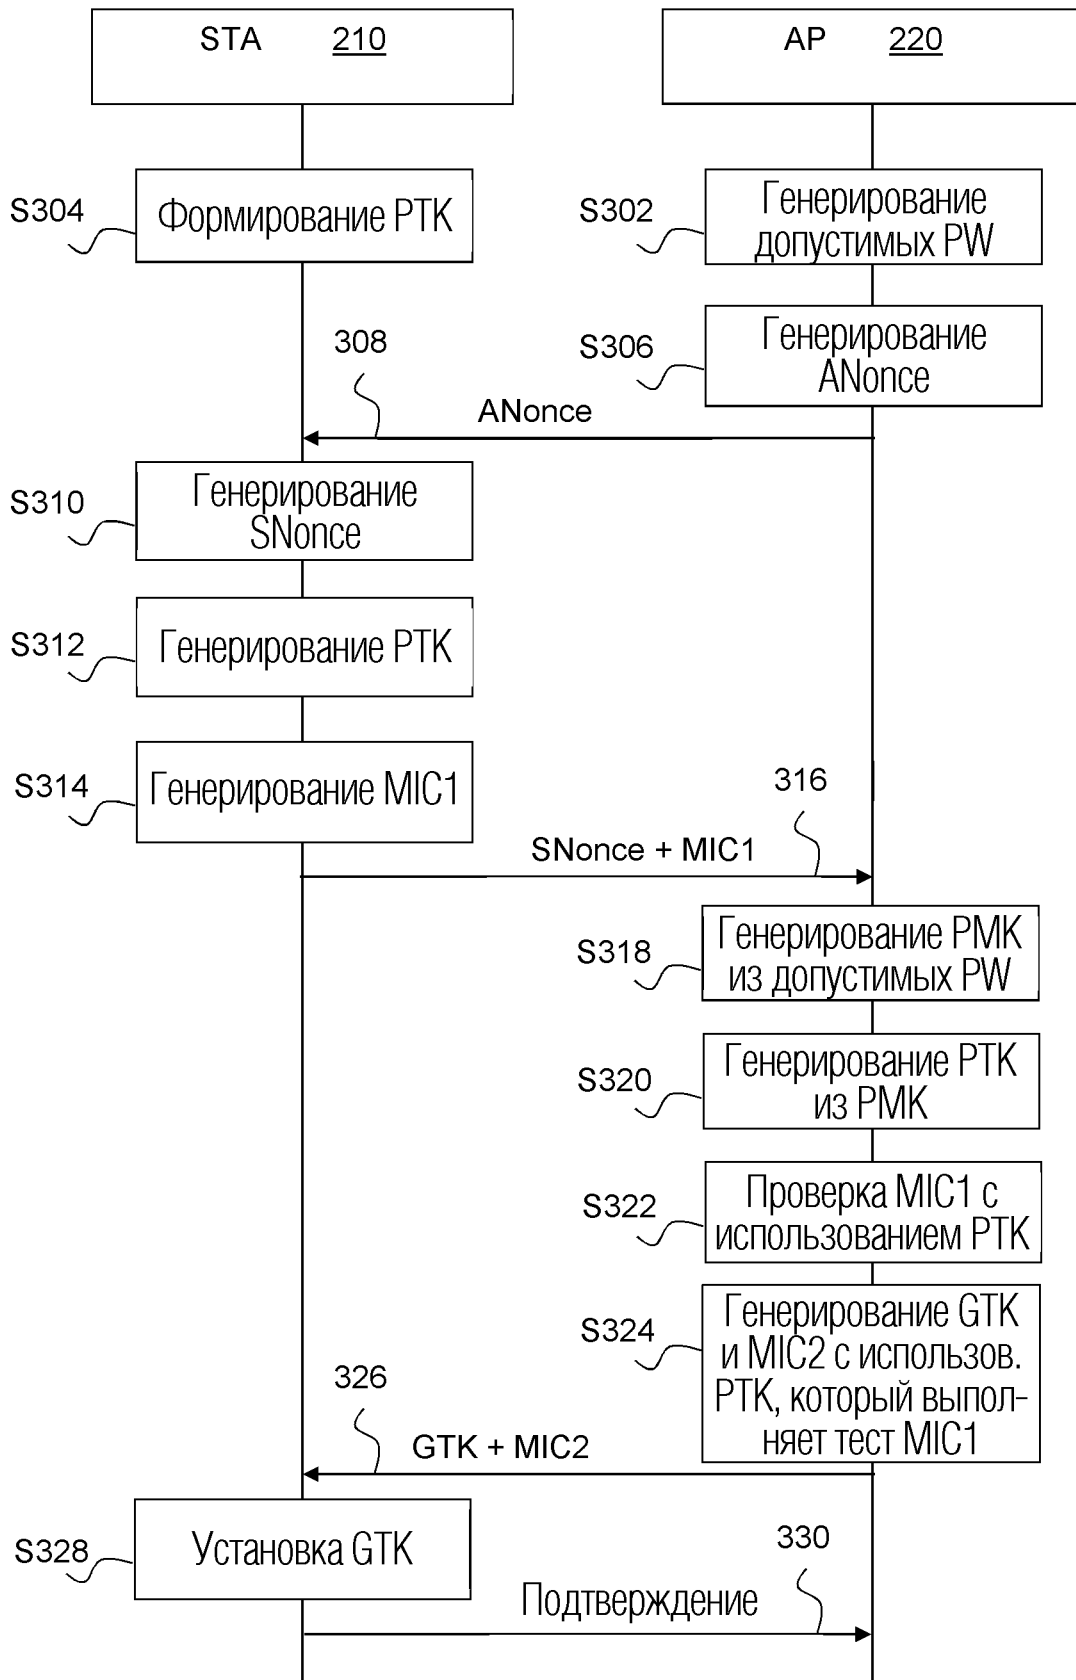 STA 210
AP 220
S304
Формирование PTK
S302
Генерирование
допустимых PW
S306
Генерирование
ANonce
308
ANonce
S310
Генерирование
SNonce
S312
Генерирование PTK
S314
Генерирование MIC1
316
SNonce + MIC1
S318
Генерирование PMK
из допустимых PW
S320
Генерирование PTK
из PMK
S322
Проверка MIC1 с
использованием PTK
S324
Генерирование GTK
и MIC2 с использов.
PTK, который выпол-
няет тест MIC1
326
GTK + MIC2
S328
Установка GTK
330
Подтверждение